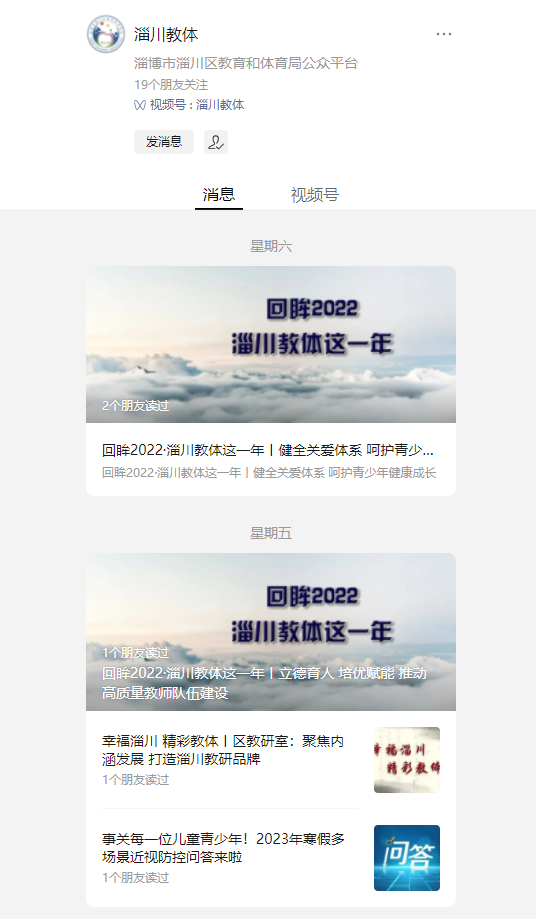 淄川教体
淄博市淄川区教育和体育局公众平台
19个朋友关注
视频号：淄川教体
发消息
消息
视频号
星期六
回眸2022
淄川教体这一年
2个朋友读过
回眸2022·淄川教体这一年丨健全关爱体系 呵护青少...
回眸2022·淄川教体这一年丨健全关爱体系 呵护青少年健康成长
星期五
回眸2022
淄川教体这一年
1个朋友读过
回眸2022·淄川教体这一年丨立德育人 培优赋能 推动
高质量教师队伍建设
幸福淄川 精彩教体丨区教研室：聚焦内
涵发展 打造淄川教研品牌
1个朋友读过
幸福淄川
精彩教体
事关每一位儿童青少年！2023年寒假多
场景近视防控问答来啦
1个朋友读过
问答